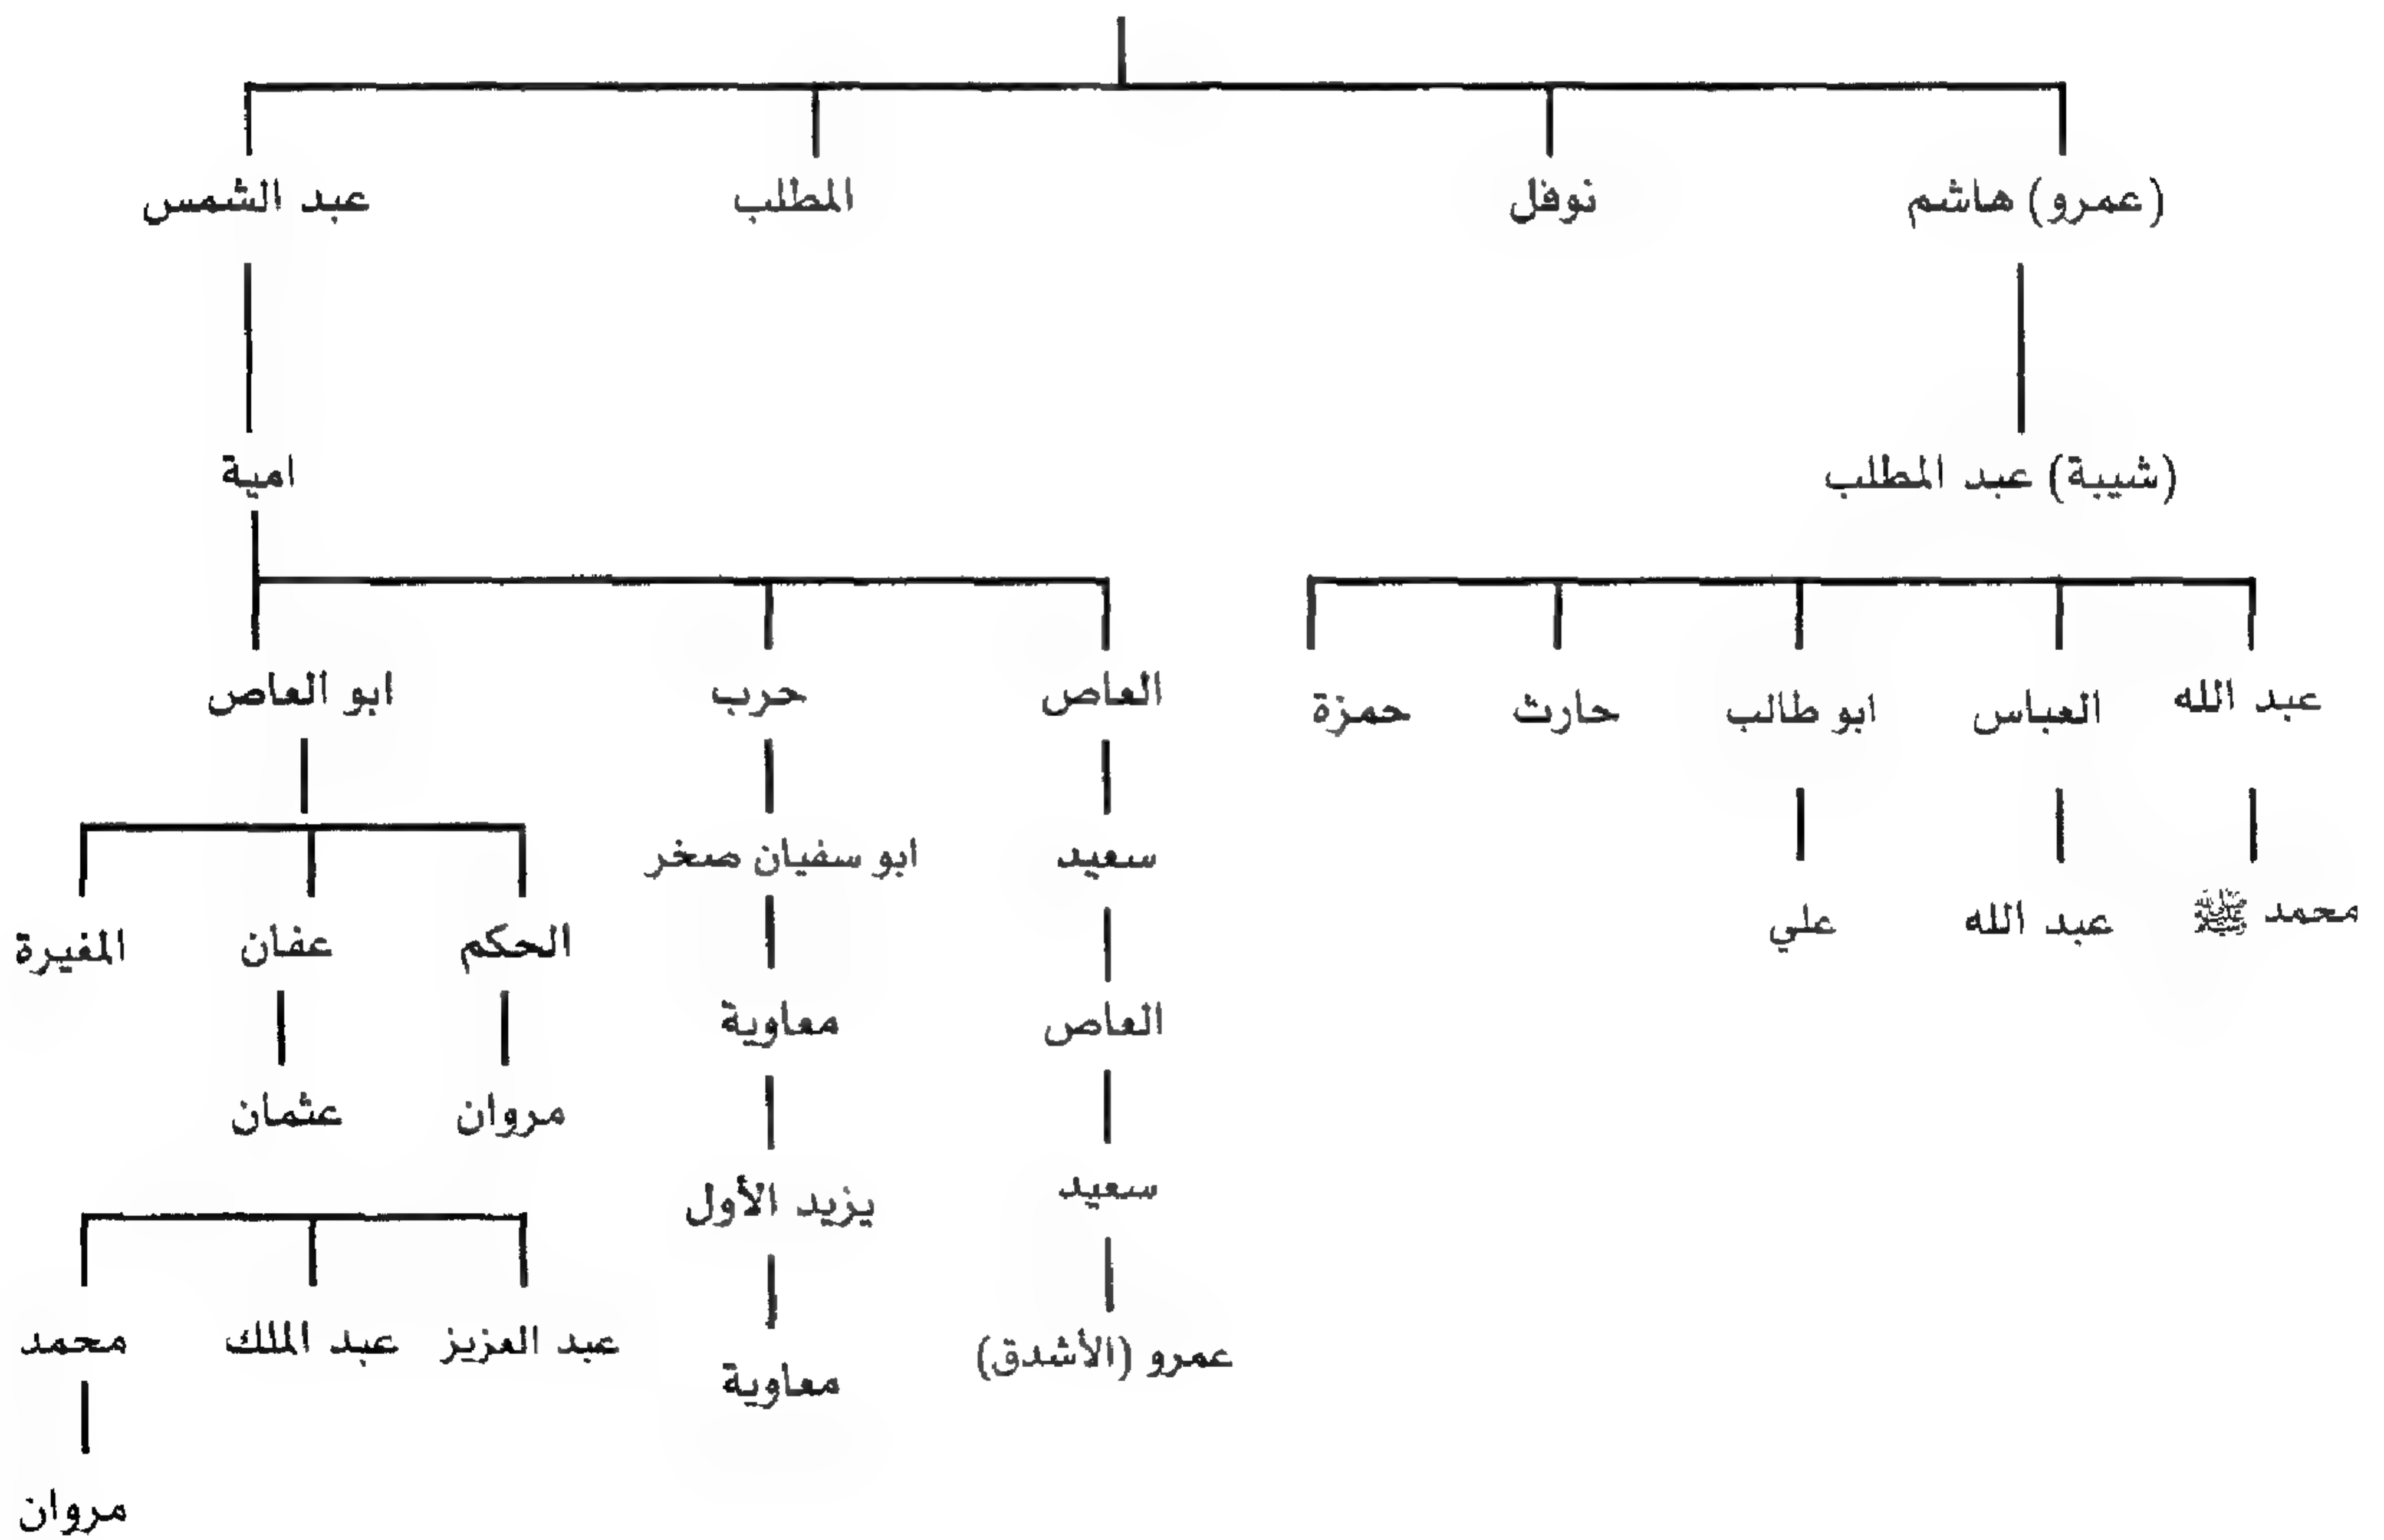 (عمرو) هاشم
نوفل
المطلب
عبد الشمس
(شيبة) عبد المطلب
امية
عبد الله
العباس
ابو طالب
حارث
حمزة
العاص
حرب
ابو العاص
محمد ﷺ
عبد الله
علي
سعيد
ابو سفيان صخر
الحكم
عفان
المغيرة
العاص
معاوية
مروان
عثمان
سعيد
يزيد الأول
عمرو (الأشدق)
معاوية
عبد العزيز
عبد الملك
محمد
مروان